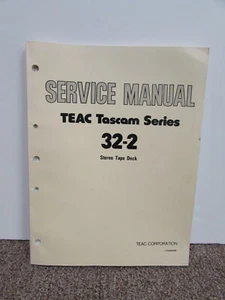 SERVICE MANUAL
TEAC Tascam Series
32-2
Stereo Tape Deck
TEAC CORPORATION